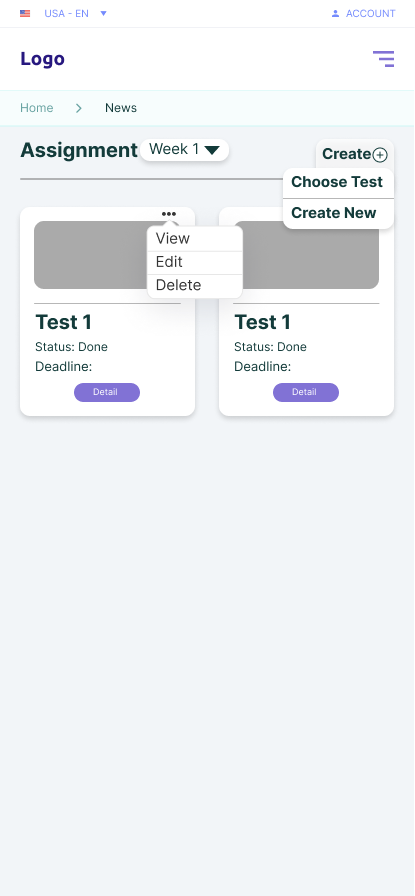 USA - EN
ACCOUNT
Logo
Home
News
Assignment
Week 1
Create
Choose Test
Create New
View
Edit
Delete
Test 1
Status: Done
Deadline:
Detail
Test 1
Status: Done
Deadline:
Detail